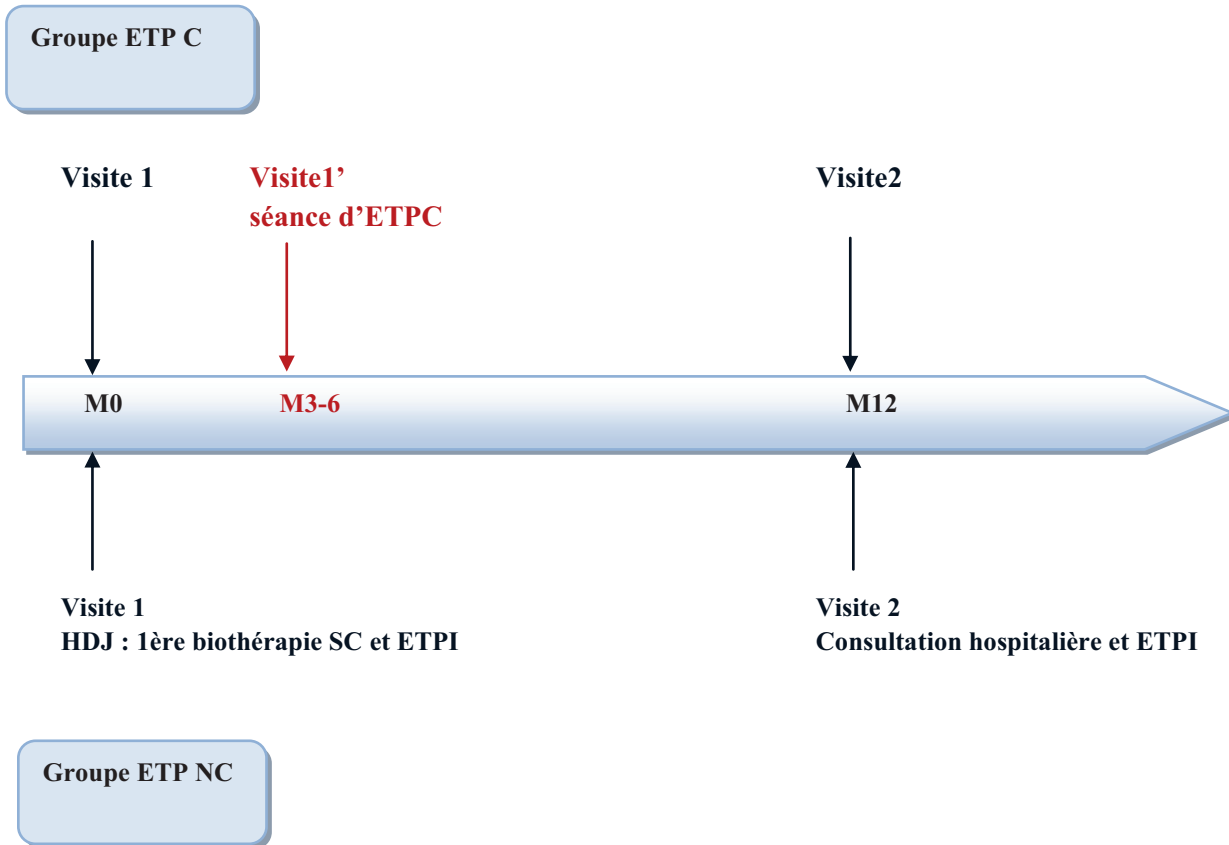 Groupe ETP C
Visite 1
Visite1’
séance d’ETPC
Visite2
M0
M3-6
M12
Visite 1
HDJ : 1ère biothérapie SC et ETPI
Visite 2
Consultation hospitalière et ETPI
Groupe ETP NC